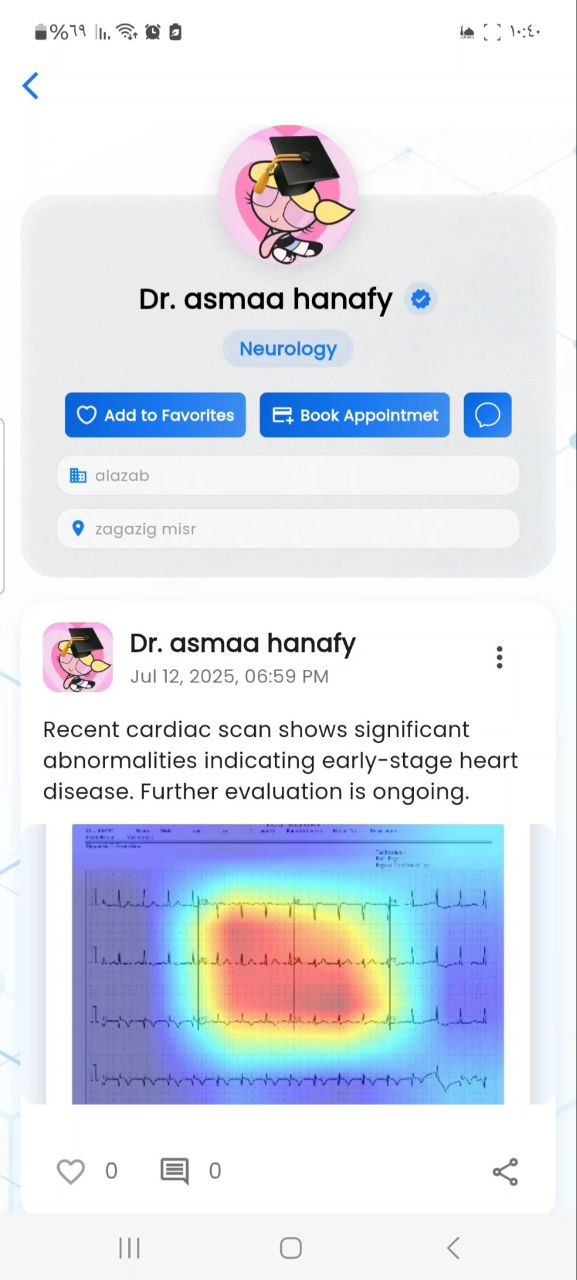 %٦٩
١٠:٤٠
Dr. asmaa hanafy
Neurology
Add to Favorites
Book Appointmet
alazab
zagazig misr
Dr. asmaa hanafy
Jul 12, 2025, 06:59 PM
Recent cardiac scan shows significant
abnormalities indicating early-stage heart
disease. Further evaluation is ongoing.
0
0